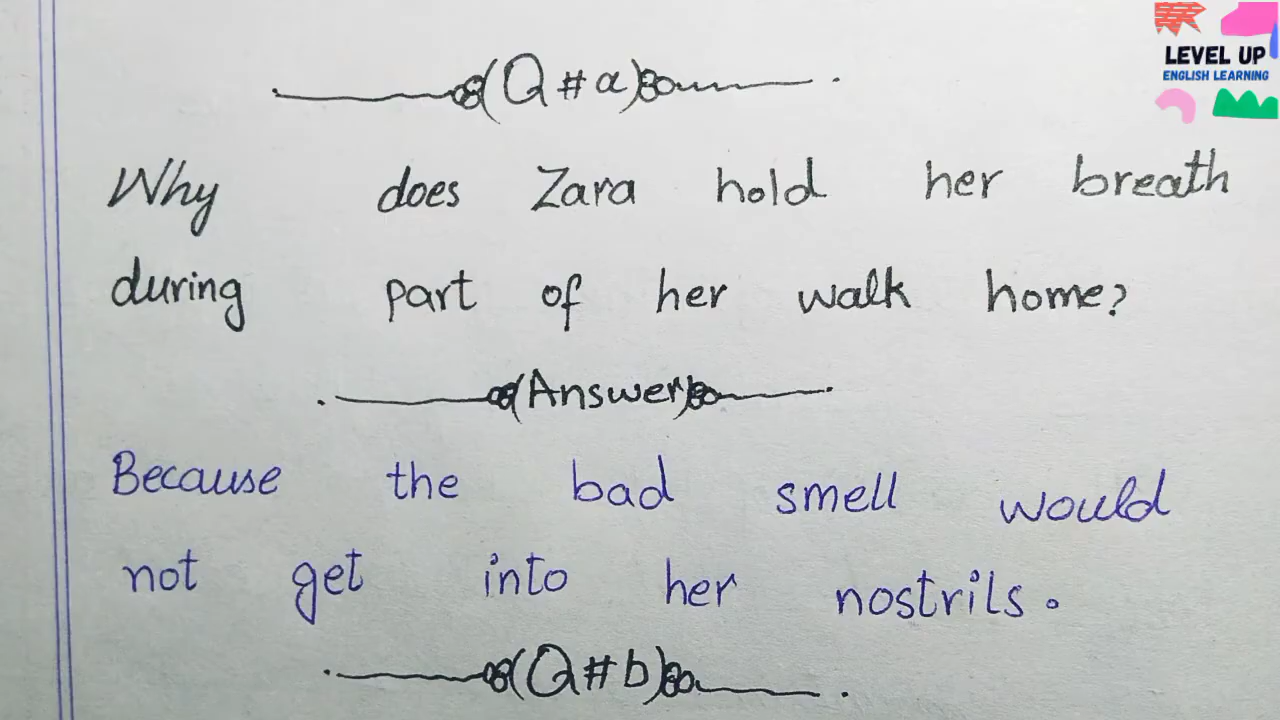 LEVEL UP
ENGLISH LEARNING
(Q#a)
Why does Zara hold her breath
during part of her walk home?
(Answer)
Because the bad smell would
not get into her nostrils.
(Q#b)